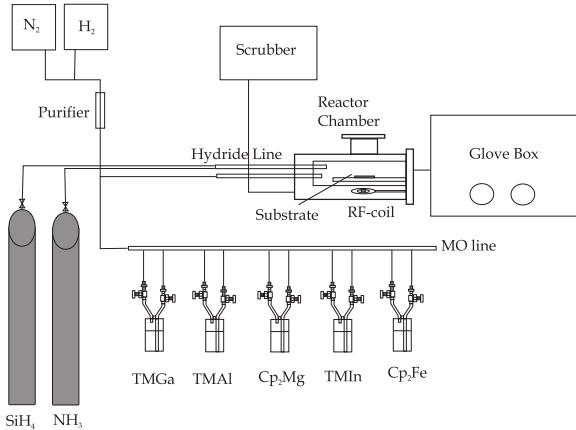 N₂
H₂
Scrubber
Purifier
Reactor
Chamber
Hydride Line
Glove Box
Substrate
RF-coil
MO line
TMGa
TMAl
Cp₂Mg
TMIn
Cp₂Fe
SiH₄
NH₃